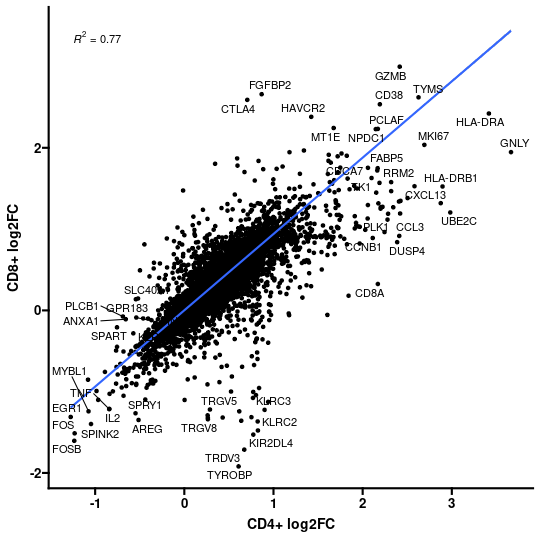 R² = 0.77
GZMB
FGFBP2
TYMS
CTLA4
CD38
HAVCR2
PCLAF
HLA-DRA
MT1E
NPDC1
MKI67
GNLY
FABP5
CDCA7
RRM2
HLA-DRB1
TK1
CXCL13
UBE2C
PLK1
CCL3
CCNB1
DUSP4
SLC40A1
CD8A
PLCB1
GPR183
ANXA1
SPART
MYBL1
TNF
EGR1
IL2
SPRY1
TRGV5
KLRC3
FOS
SPINK2
AREG
TRGV8
KLRC2
FOSB
KIR2DL4
TRDV3
TYROBP
2
0
-2
-1
0
1
2
3
CD8+ log2FC
CD4+ log2FC